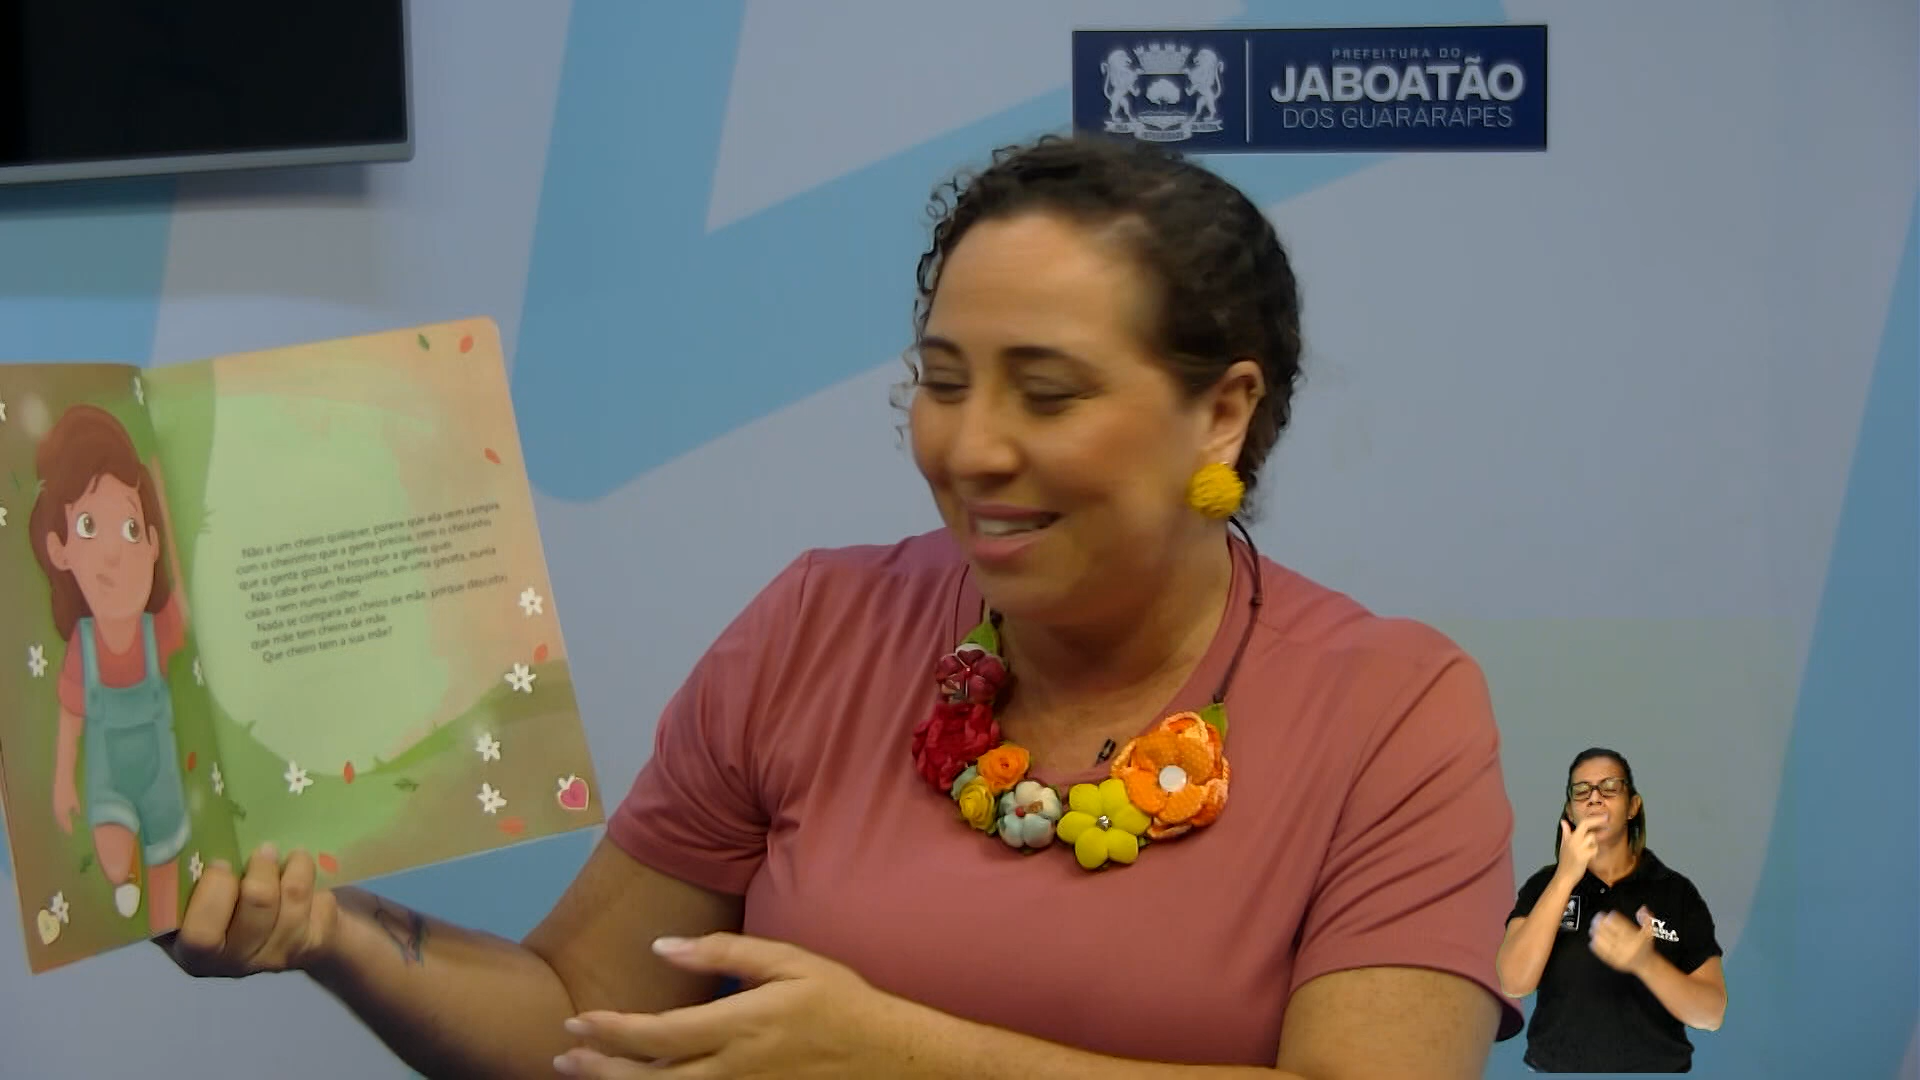 PREFEITURA DO
JABOATÃO
DOS GUARARAPES
Não é um cheiro qualquer, parece que ela vem sempre
com o cheirinho que a gente precisa, com o cheirinho
que a gente gosta, na hora que a gente quer.
Não cabe em um frasquinho, em uma gaveta, numa
caixa, nem numa colher.
Nada se compara ao cheiro de mãe, porque descobri
que mãe tem cheiro de mãe.
Que cheiro tem a sua mãe?
TV